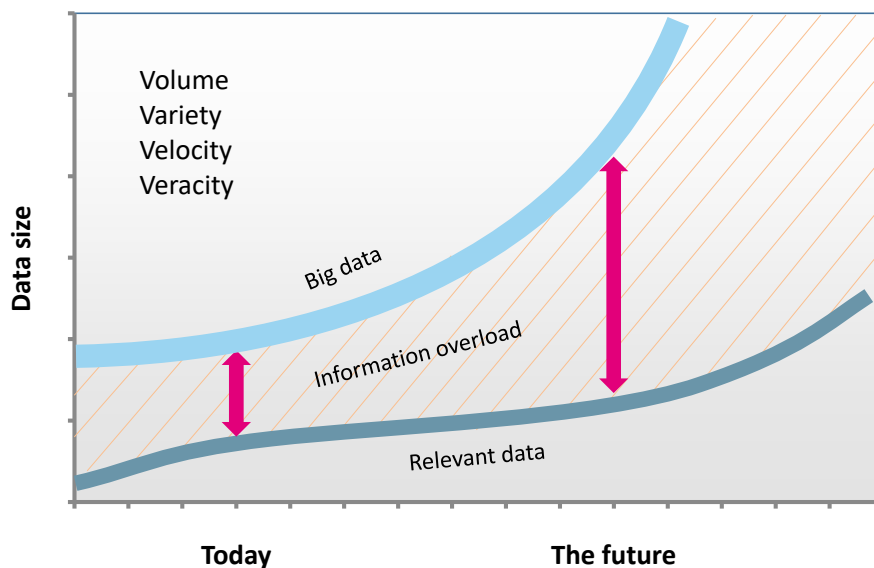 Volume
Variety
Velocity
Veracity
Data size
Big data
Information overload
Relevant data
Today
The future